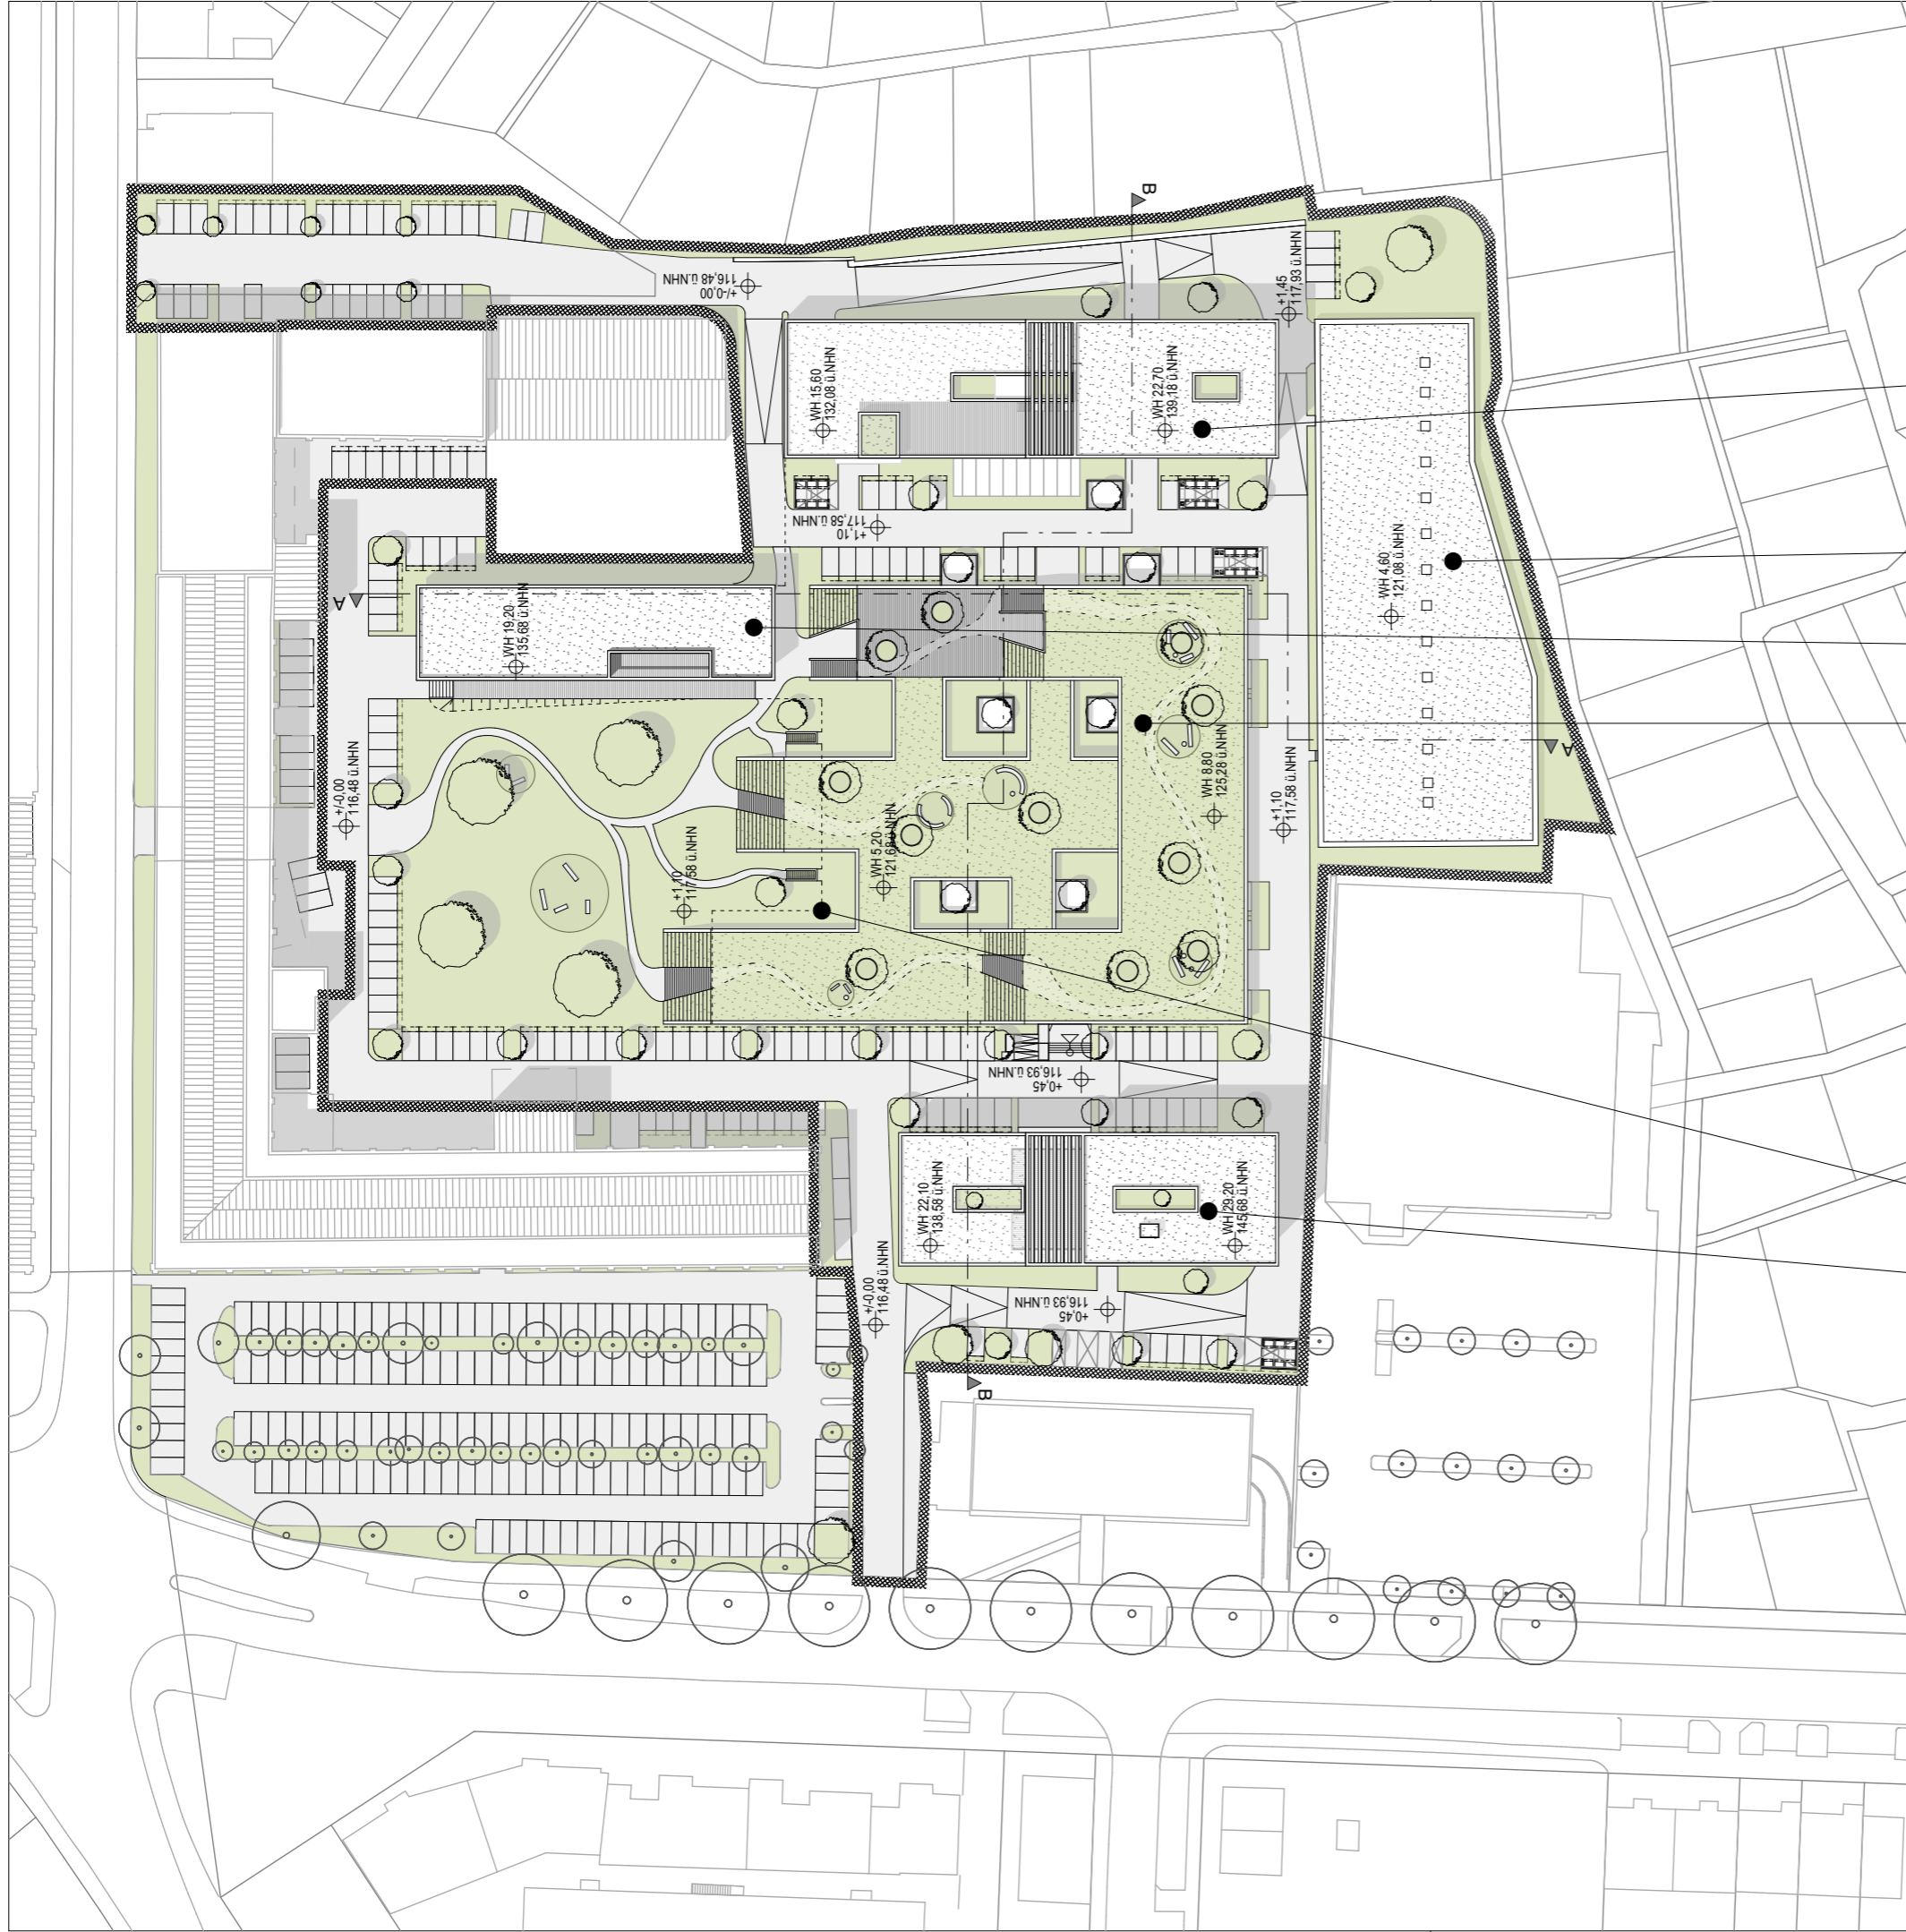 B
+/-0,00
116,48 ü.NHN
+1,45
117,93 ü.NHN
WH 15,60
132,08 ü.NHN
WH 22,70
139,18 ü.NHN
+1,10
117,58 ü.NHN
WH 4,60
121,08 ü.NHN
A
WH 19,20
135,68 ü.NHN
A
+/-0,00
116,48 ü.NHN
WH 8,80
125,28 ü.NHN
+1,10
117,58 ü.NHN
WH 5,20
121,68 ü.NHN
+1,10
117,58 ü.NHN
+0,45
116,93 ü.NHN
WH 22,10
138,58 ü.NHN
WH 29,20
145,68 ü.NHN
+/-0,00
116,48 ü.NHN
+0,45
116,93 ü.NHN
B